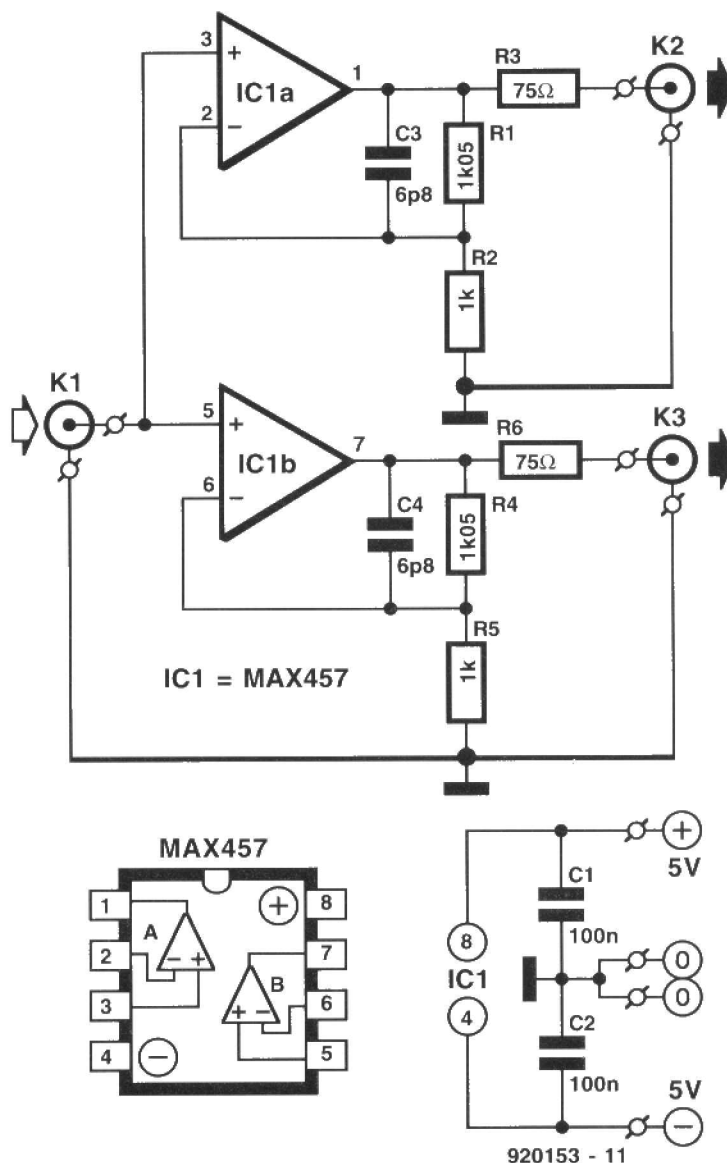 3
+
IC1a
2
−
1
C3
6p8
R1
1k05
R2
1k
R3
75Ω
K2
K1
5
+
IC1b
6
−
7
C4
6p8
R4
1k05
R5
1k
R6
75Ω
K3
IC1 = MAX457
MAX457
1
2
3
4
A
− +
−
+
B
+ −
8
7
6
5
8
IC1
4
C1
100n
C2
100n
+
5V
0
0
5V
−
920153 - 11